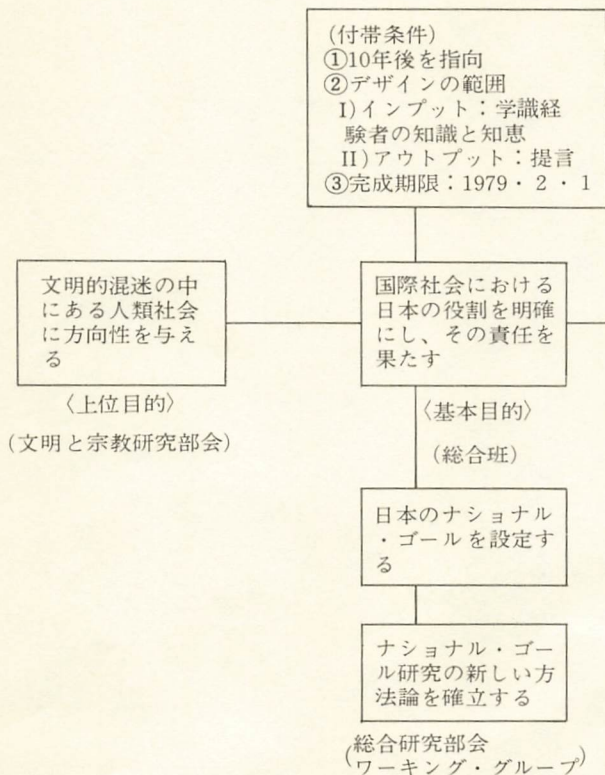 (付帯条件)
①10年後を指向
②デザインの範囲
I)インプット:学識経
験者の知識と知恵
II)アウトプット:提言
③完成期限:1979・2・1
文明的混迷の中
にある人類社会
に方向性を与え
る
〈上位目的〉
(文明と宗教研究部会)
国際社会における
日本の役割を明確
にし、その責任を
果たす
〈基本目的〉
(総合班)
日本のナショナル
・ゴールを設定す
る
ナショナル・ゴー
ル研究の新しい方
法論を確立する
(総合研究部会
ワーキング・グループ)